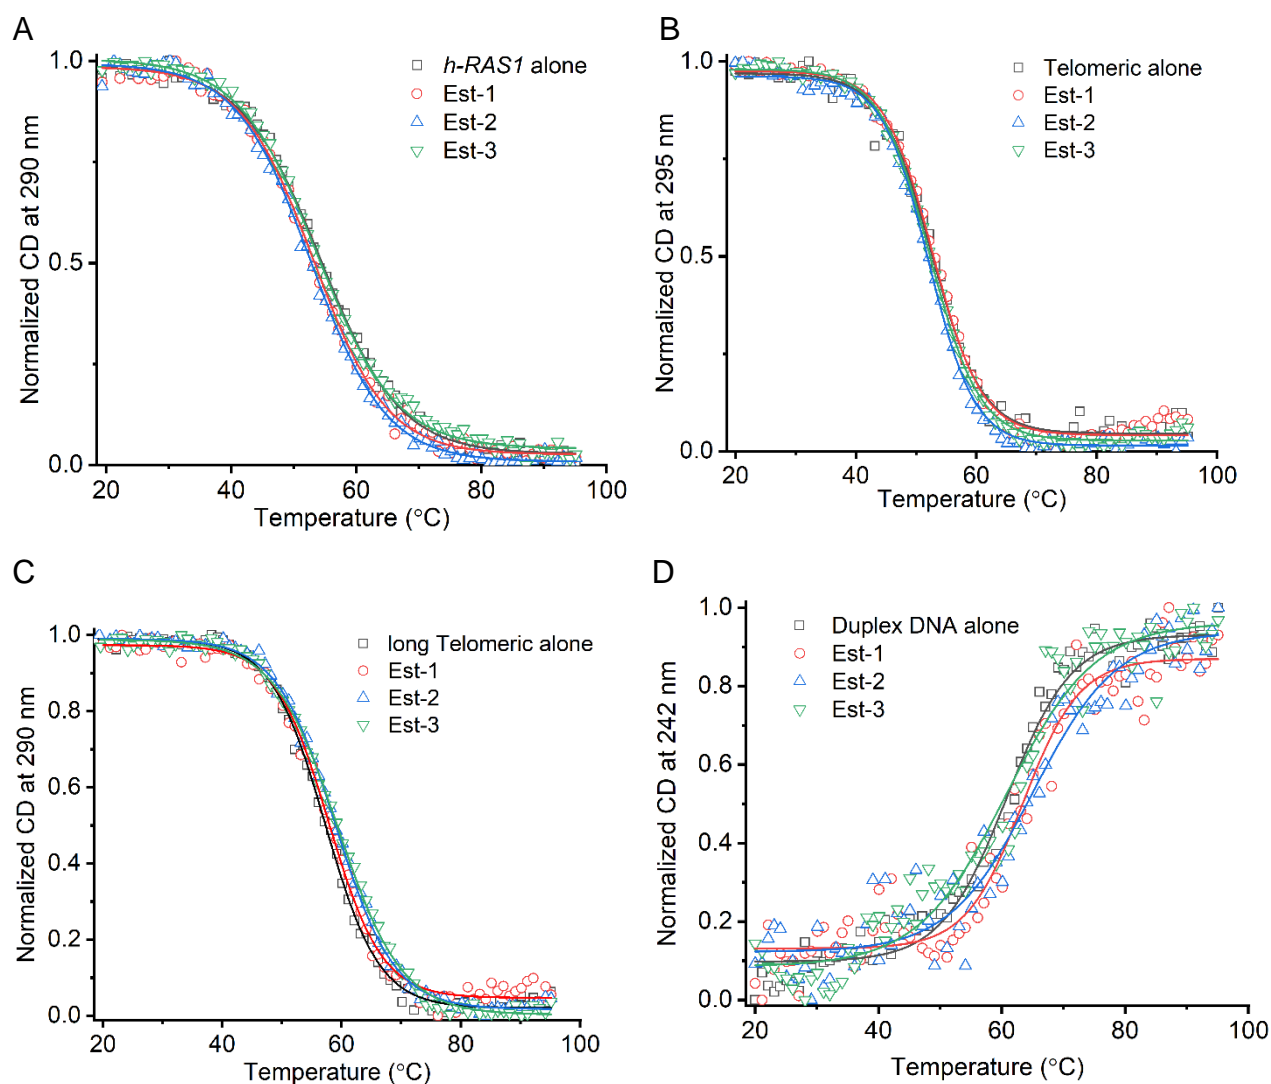 A
Normalized CD at 290 nm
1.0
0.5
0.0
20 40 60 80 100
Temperature (°C)
h-RAS1 alone
Est-1
Est-2
Est-3
B
Normalized CD at 295 nm
1.0
0.5
0.0
20 40 60 80 100
Temperature (°C)
Telomeric alone
Est-1
Est-2
Est-3
C
Normalized CD at 290 nm
1.0
0.8
0.6
0.4
0.2
0.0
20 40 60 80 100
Temperature (°C)
long Telomeric alone
Est-1
Est-2
Est-3
D
Normalized CD at 242 nm
1.0
0.8
0.6
0.4
0.2
0.0
20 40 60 80 100
Temperature (°C)
Duplex DNA alone
Est-1
Est-2
Est-3